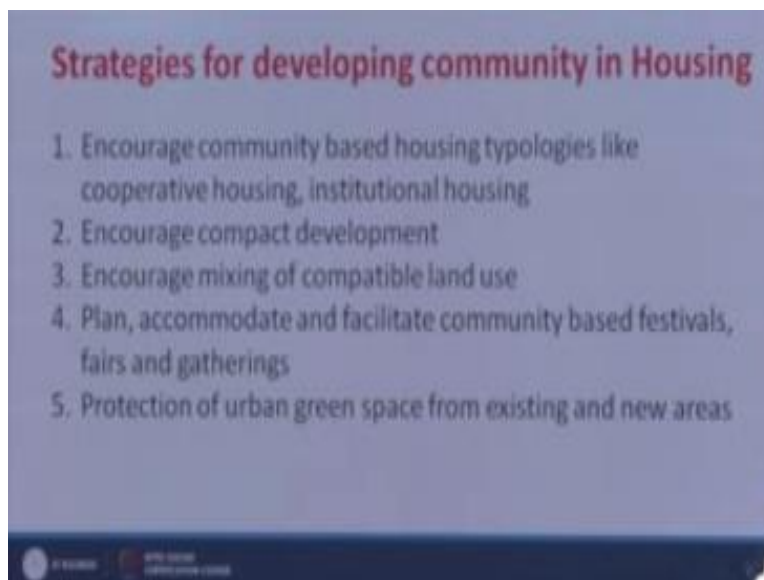 Strategies for developing community in Housing
1. Encourage community based housing typologies like
cooperative housing, institutional housing
2. Encourage compact development
3. Encourage mixing of compatible land use
4. Plan, accommodate and facilitate community based festivals,
fairs and gatherings
5. Protection of urban green space from existing and new areas